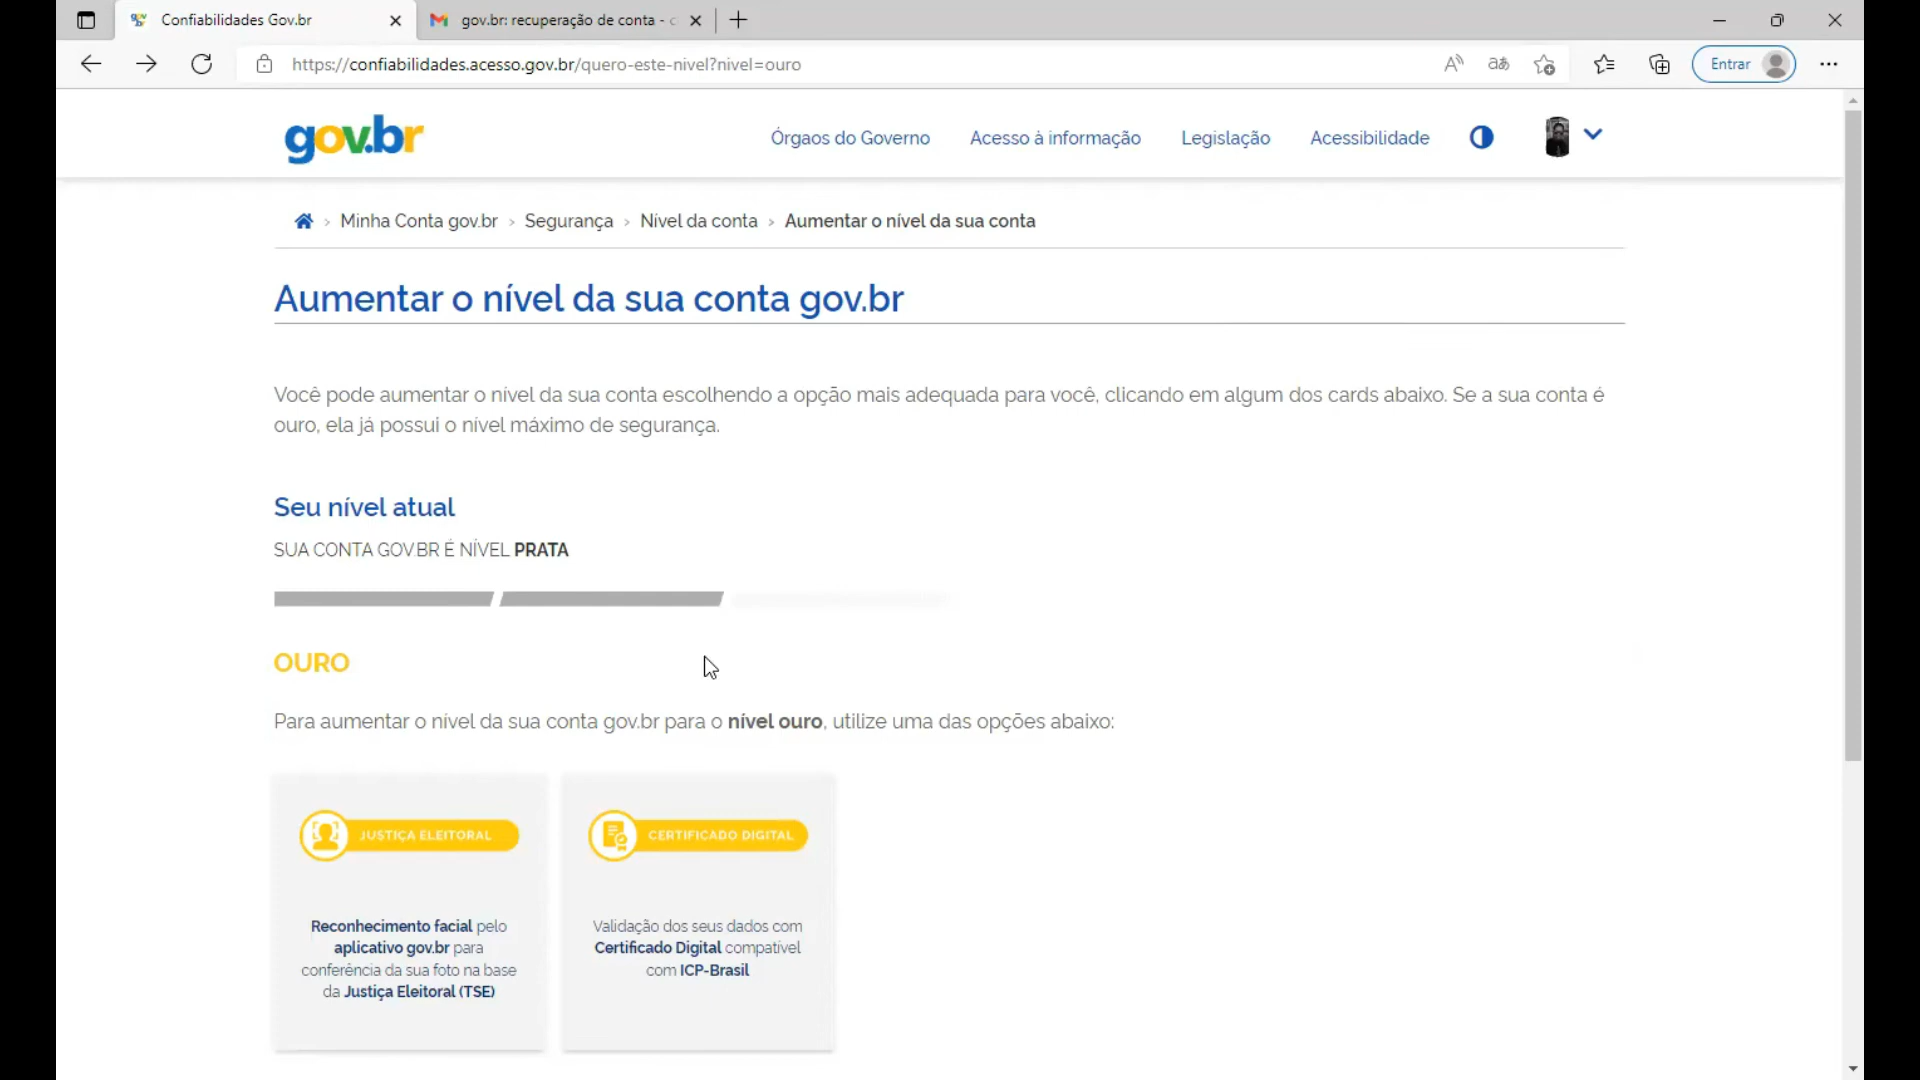 Confiabilidades Gov.br
gov.br: recuperação de conta -
https://confiabilidades.acesso.gov.br/quero-este-nivel?nivel=ouro
Entrar
gov.br
Órgaos do Governo
Acesso à informação
Legislação
Acessibilidade
Minha Conta gov.br > Segurança > Nível da conta > Aumentar o nível da sua conta
Aumentar o nível da sua conta gov.br
Você pode aumentar o nível da sua conta escolhendo a opção mais adequada para você, clicando em algum dos cards abaixo. Se a sua conta é
ouro, ela já possui o nível máximo de segurança.
Seu nível atual
SUA CONTA GOV.BR É NÍVEL PRATA
OURO
Para aumentar o nível da sua conta gov.br para o nível ouro, utilize uma das opções abaixo:
JUSTIÇA ELEITORAL
Reconhecimento facial pelo
aplicativo gov.br para
conferência da sua foto na base
da Justiça Eleitoral (TSE)
CERTIFICADO DIGITAL
Validação dos seus dados com
Certificado Digital compatível
com ICP-Brasil